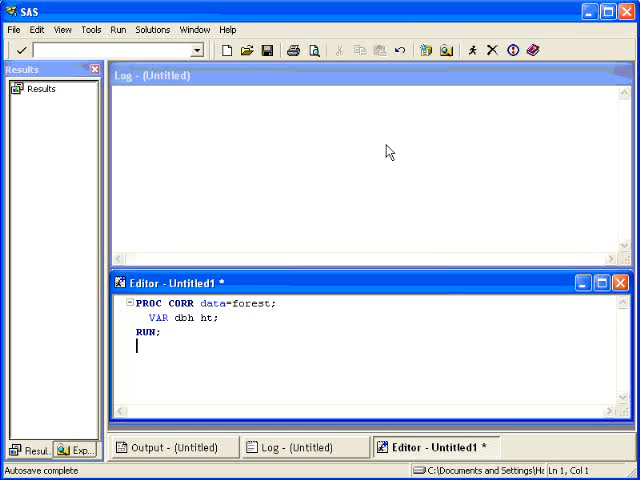 SAS
File Edit View Tools Run Solutions Window Help
Results
Results
Log - (Untitled)
Editor - Untitled1 *
PROC CORR data=forest;
VAR dbh ht;
RUN;
Resul...
Exp...
Output - (Untitled)
Log - (Untitled)
Editor - Untitled1 *
Autosave complete
C:\Documents and Settings\Ha
Ln 1, Col 1